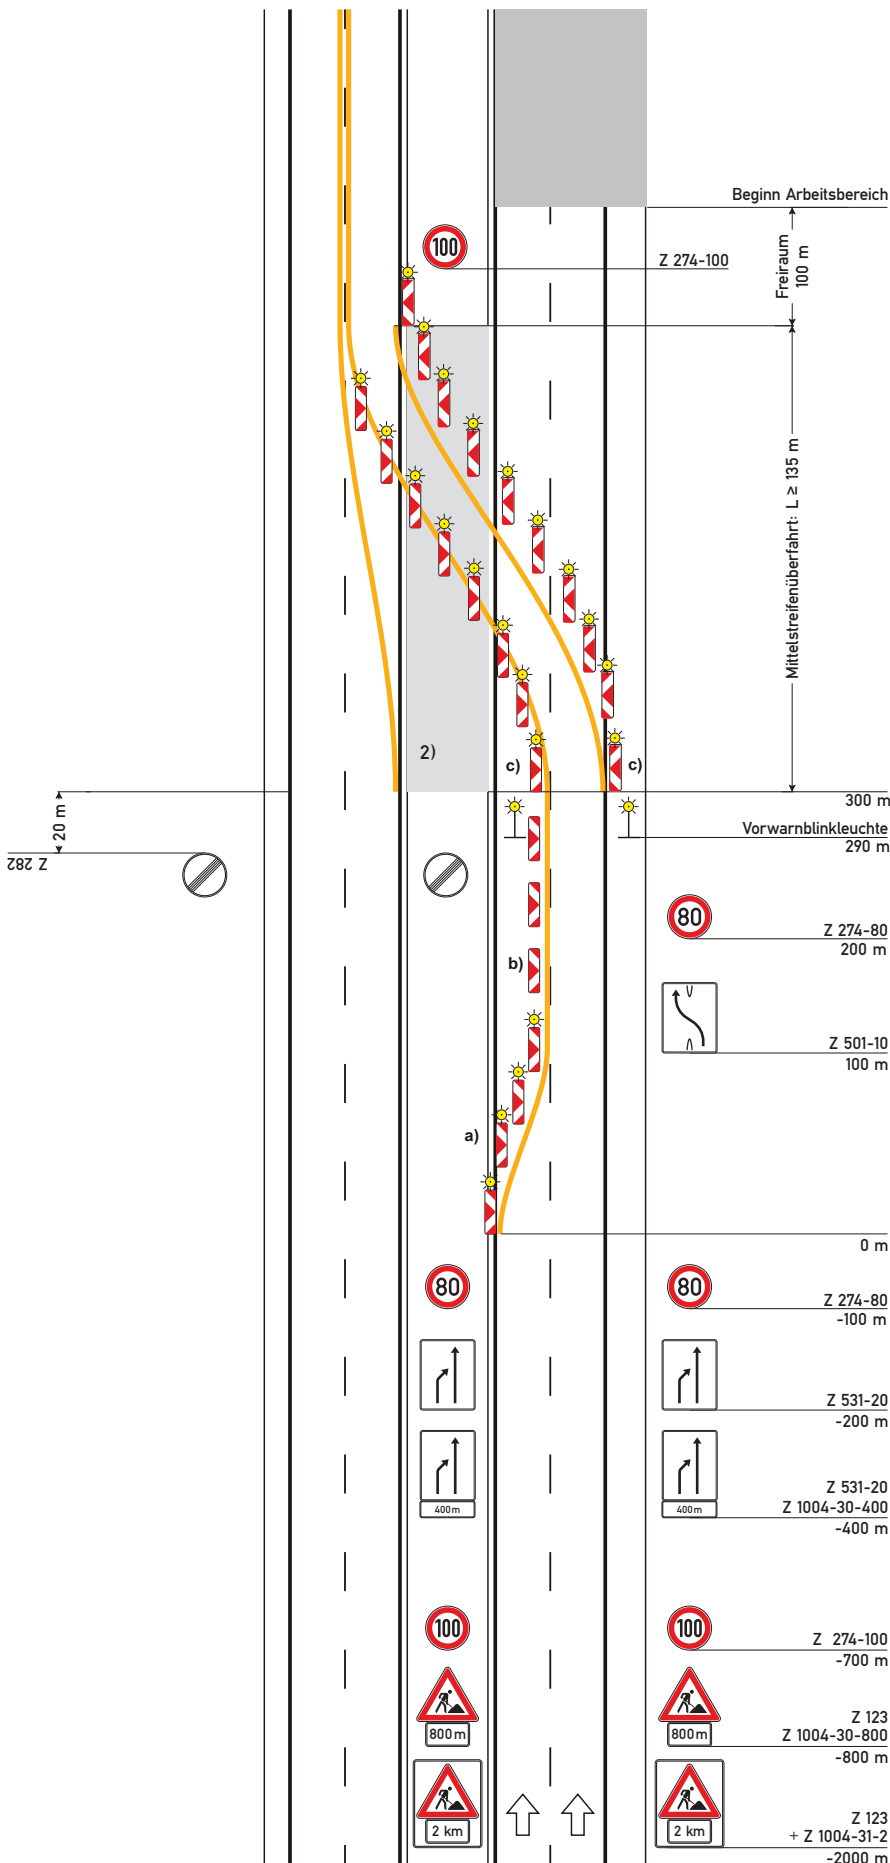 Beginn Arbeitsbereich
100
Z 274-100
Freiraum
100 m
Mittelstreifenüberfahrt: L ≥ 135 m
2)
c)
c)
300 m
20 m
Vorwarnblinkleuchte
290 m
Z 282
80
Z 274-80
200 m
b)
Z 501-10
100 m
a)
0 m
80
80
Z 274-80
-100 m
Z 531-20
-200 m
Z 531-20
400 m
400 m
Z 1004-30-400
-400 m
100
100
Z 274-100
-700 m
Z 123
800 m
800 m
Z 1004-30-800
-800 m
Z 123
2 km
2 km
+ Z 1004-31-2
-2000 m